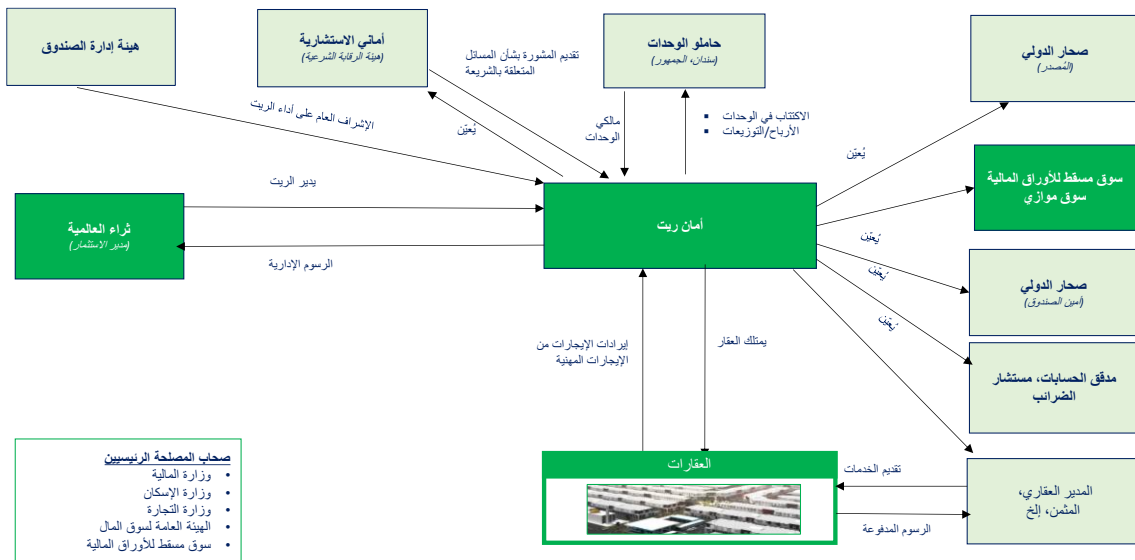 هيئة إدارة الصندوق
أماني الاستشارية
(هيئة الرقابة الشرعية)
تقديم المشورة بشأن المسائل
المتعلقة بالشريعة
حاملو الوحدات
(سندان، الجمهور)
صحار الدولي
(المُصدر)
الإشراف العام على أداء الريت
يُعيّن
مالكي
الوحدات
▪ الاكتتاب في الوحدات
▪ الأرباح/التوزيعات
يُعيّن
سوق مسقط للأوراق المالية
سوق موازي
يدير الريت
ثراء العالمية
(مدير الاستثمار)
أمان ريت
الرسوم الإدارية
يُعيّن
يُعيّن
يُعيّن
صحار الدولي
(أمين الصندوق)
إيرادات الإيجارات من
الإيجارات المهنية
يمتلك العقار
مدقق الحسابات، مستشار
الضرائب
صحاب المصلحة الرئيسيين
• وزارة المالية
• وزارة الإسكان
• وزارة التجارة
• الهيئة العامة لسوق المال
• سوق مسقط للأوراق المالية
العقارات
تقديم الخدمات
الرسوم المدفوعة
المدير العقاري،
المثمن، إلخ